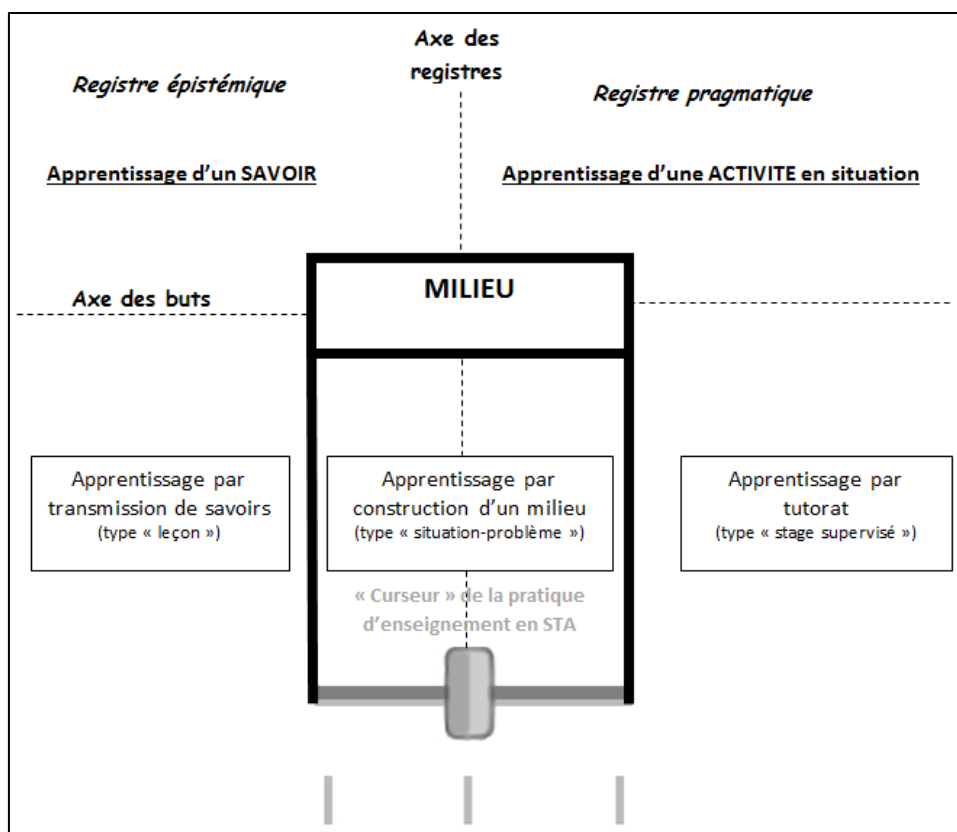 Axe des
registres
Registre épistémique
Registre pragmatique
Apprentissage d'un SAVOIR
Apprentissage d'une ACTIVITE en situation
MILIEU
Axe des buts
Apprentissage par
transmission de savoirs
(type « leçon »)
Apprentissage par
construction d'un milieu
(type « situation-problème »)
Apprentissage par
tutorat
(type « stage supervisé »)
« Curseur » de la pratique
d'enseignement en STA